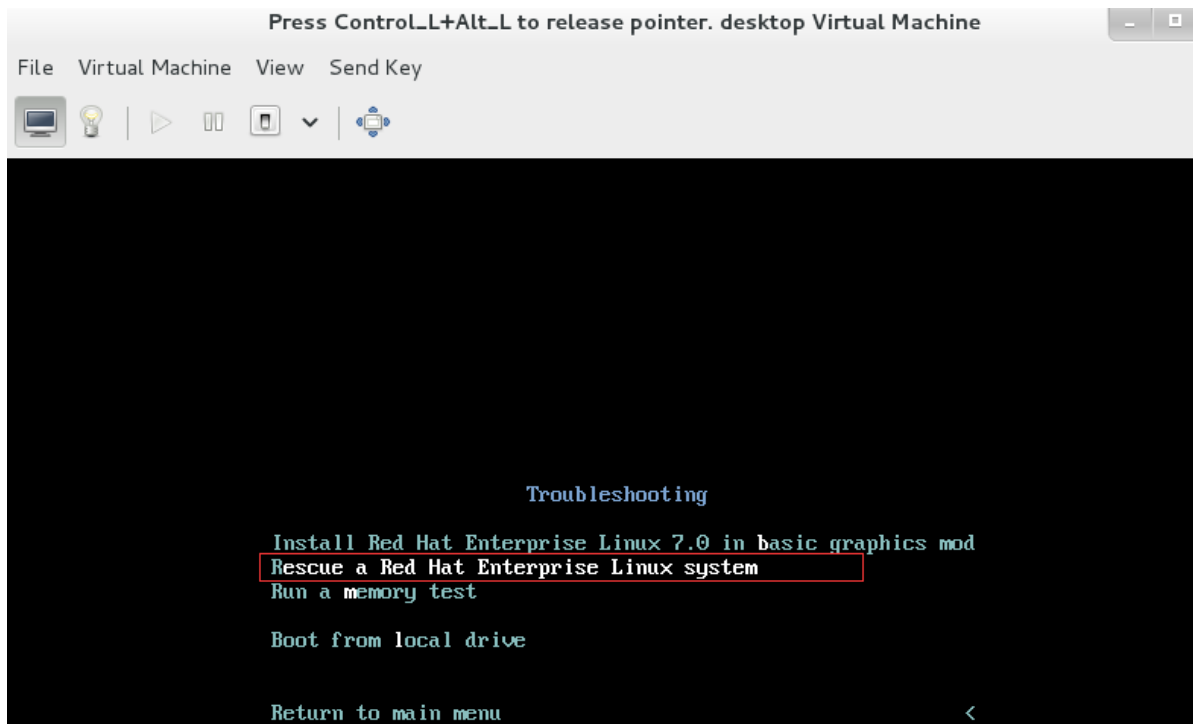 Press Control_L+Alt_L to release pointer. desktop Virtual Machine
File Virtual Machine View Send Key
Troubleshooting
Install Red Hat Enterprise Linux 7.0 in basic graphics mod
Rescue a Red Hat Enterprise Linux system
Run a memory test
Boot from local drive
Return to main menu <